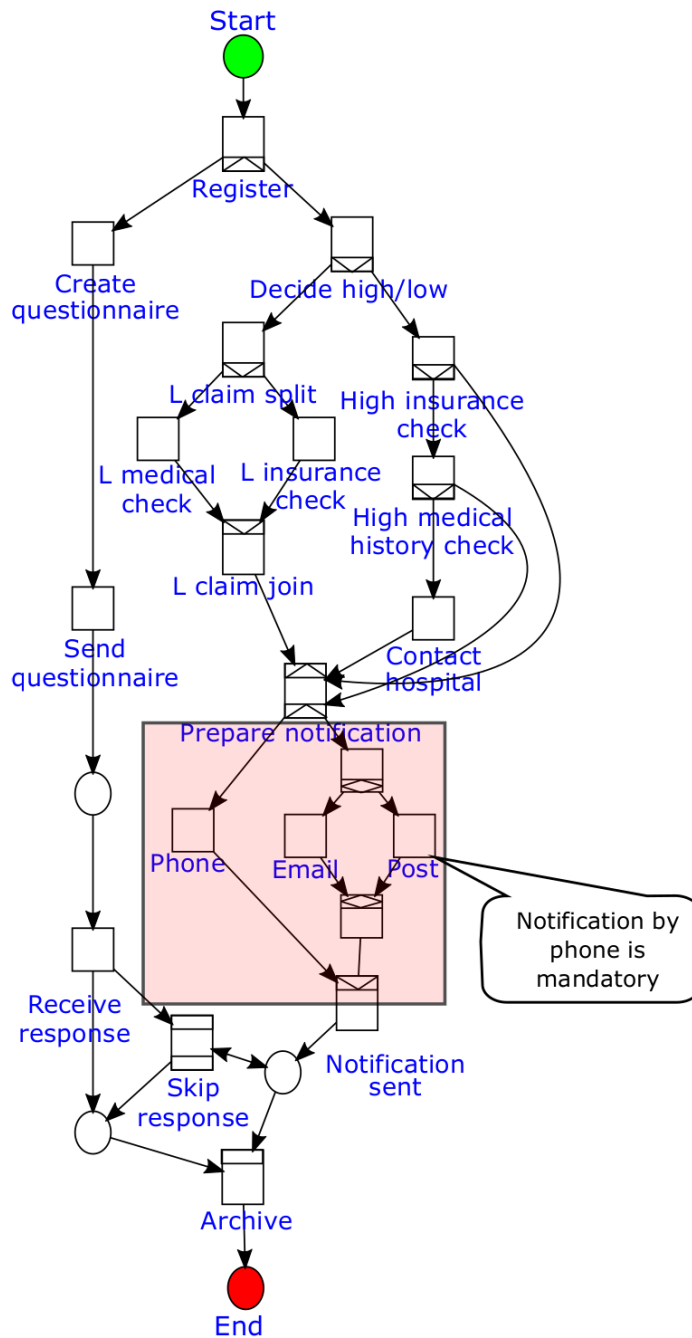 Start
Register
Create
questionnaire
Decide high/low
L claim split
High insurance
check
L medical
check
L insurance
check
High medical
history check
L claim join
Send
questionnaire
Contact
hospital
Prepare notification
Phone
Email
Post
Notification by
phone is
mandatory
Receive
response
Skip
response
Notification
sent
Archive
End